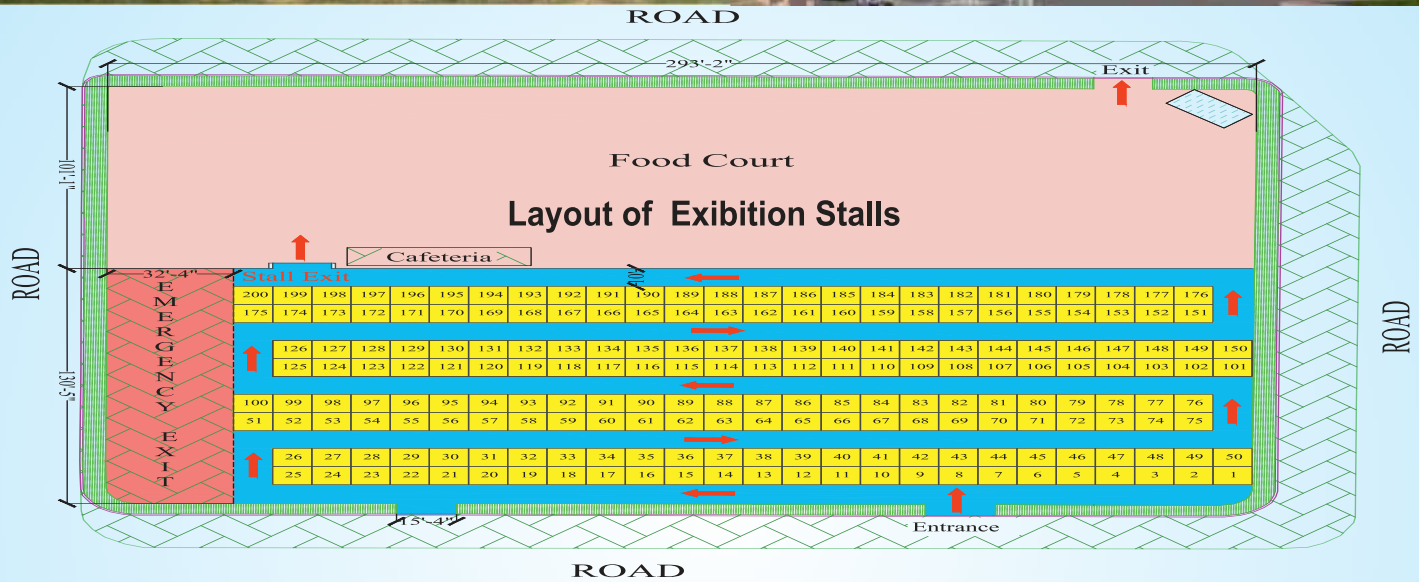 ROAD
293'-2"
Exit
Food Court
Layout of Exibition Stalls
101'-1"
ROAD
ROAD
Cafeteria
32'-4"
Stall Exit
EMERGENCY EXIT
200 199 198 197 196 195 194 193 192 191 190 189 188 187 186 185 184 183 182 181 180 179 178 177 176
175 174 173 172 171 170 169 168 167 166 165 164 163 162 161 160 159 158 157 156 155 154 153 152 151
126 127 128 129 130 131 132 133 134 135 136 137 138 139 140 141 142 143 144 145 146 147 148 149 150
125 124 123 122 121 120 119 118 117 116 115 114 113 112 111 110 109 108 107 106 105 104 103 102 101
100 99 98 97 96 95 94 93 92 91 90 89 88 87 86 85 84 83 82 81 80 79 78 77 76
51 52 53 54 55 56 57 58 59 60 61 62 63 64 65 66 67 68 69 70 71 72 73 74 75
26 27 28 29 30 31 32 33 34 35 36 37 38 39 40 41 42 43 44 45 46 47 48 49 50
25 24 23 22 21 20 19 18 17 16 15 14 13 12 11 10 9 8 7 6 5 4 3 2 1
15'-4"
Entrance
ROAD